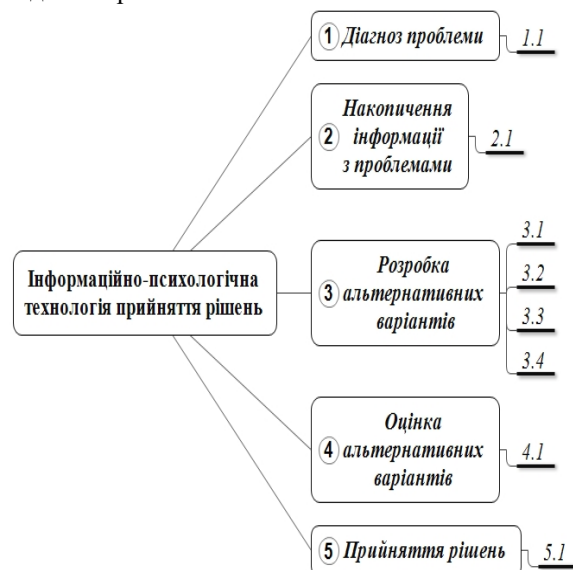 1 Діагноз проблеми
1.1
Накопичення
2 інформації
з проблемами
2.1
Інформаційно-психологічна
технологія прийняття рішень
Розробка
3 альтернативних
варіантів
3.1
3.2
3.3
3.4
Оцінка
4 альтернативних
варіантів
4.1
5 Прийняття рішень
5.1